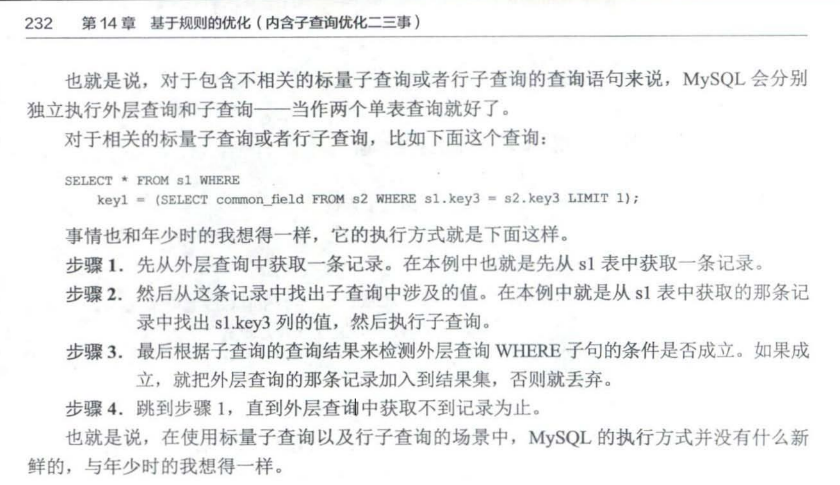 232 第 14 章 基于规则的优化(内含子查询优化二三事)
也就是说，对于包含不相关的标量子查询或者行子查询的查询语句来说，MySQL 会分别
独立执行外层查询和子查询——当作两个单表查询就好了。
对于相关的标量子查询或者行子查询，比如下面这个查询：
SELECT * FROM s1 WHERE
key1 = (SELECT common_field FROM s2 WHERE s1.key3 = s2.key3 LIMIT 1);
事情也和年少时的我想得一样，它的执行方式就是下面这样。
步骤 1. 先从外层查询中获取一条记录。在本例中也就是先从 s1 表中获取一条记录。
步骤 2. 然后从这条记录中找出子查询中涉及的值。在本例中就是从 s1 表中获取的那条记
录中找出 s1.key3 列的值，然后执行子查询。
步骤 3. 最后根据子查询的查询结果来检测外层查询 WHERE 子句的条件是否成立。如果成
立，就把外层查询的那条记录加入到结果集，否则就丢弃。
步骤 4. 跳到步骤 1，直到外层查询中获取不到记录为止。
也就是说，在使用标量子查询以及行子查询的场景中，MySQL 的执行方式并没有什么新
鲜的，与年少时的我想得一样。